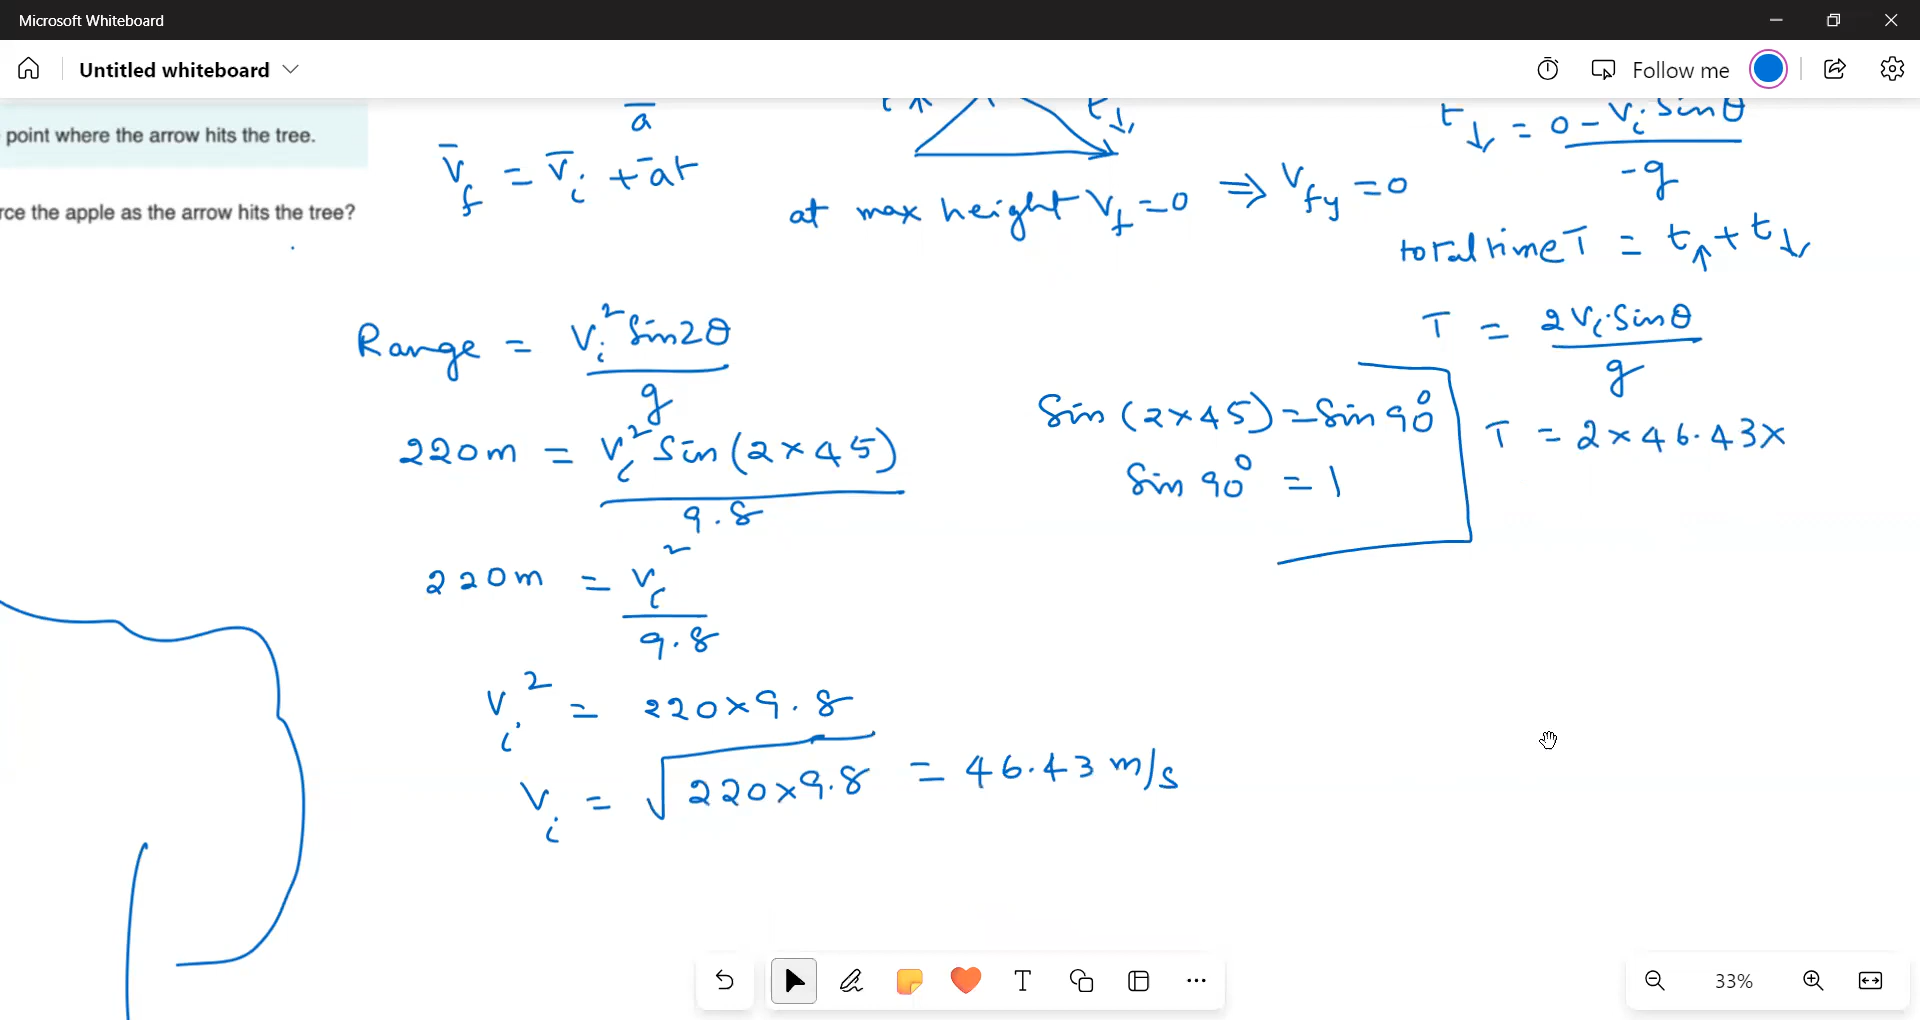 Microsoft Whiteboard
Untitled whiteboard
Follow me
point where the arrow hits the tree.
rce the apple as the arrow hits the tree?
a̅
v̅f = v̅i + a̅t
t↑
t↓
at max height Vf = 0 ⇒ Vfy = 0
t↓ = 0 - Vi sinθ / -g
total time T = t↑ + t↓
T = 2Vi sinθ / g
T = 2×46.43×
Range = Vi² Sin2θ / g
220m = Vi² Sin(2×45) / 9.8
Sin (2×45) = Sin 90°
Sin 90° = 1
220m = Vi² / 9.8
Vi² = 220×9.8
Vi = √220×9.8 = 46.43 m/s
33%